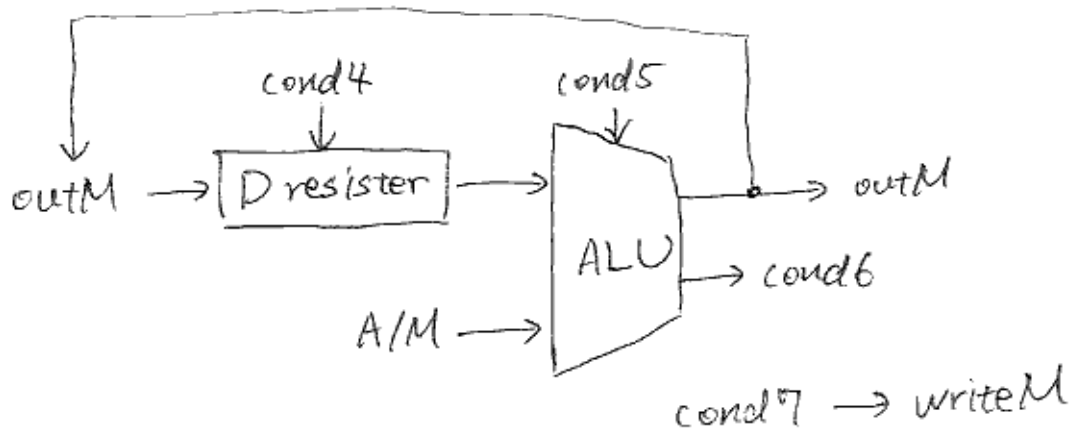 cond4
cond5
outM
D resister
outM
ALU
cond6
A/M
cond7 → writeM